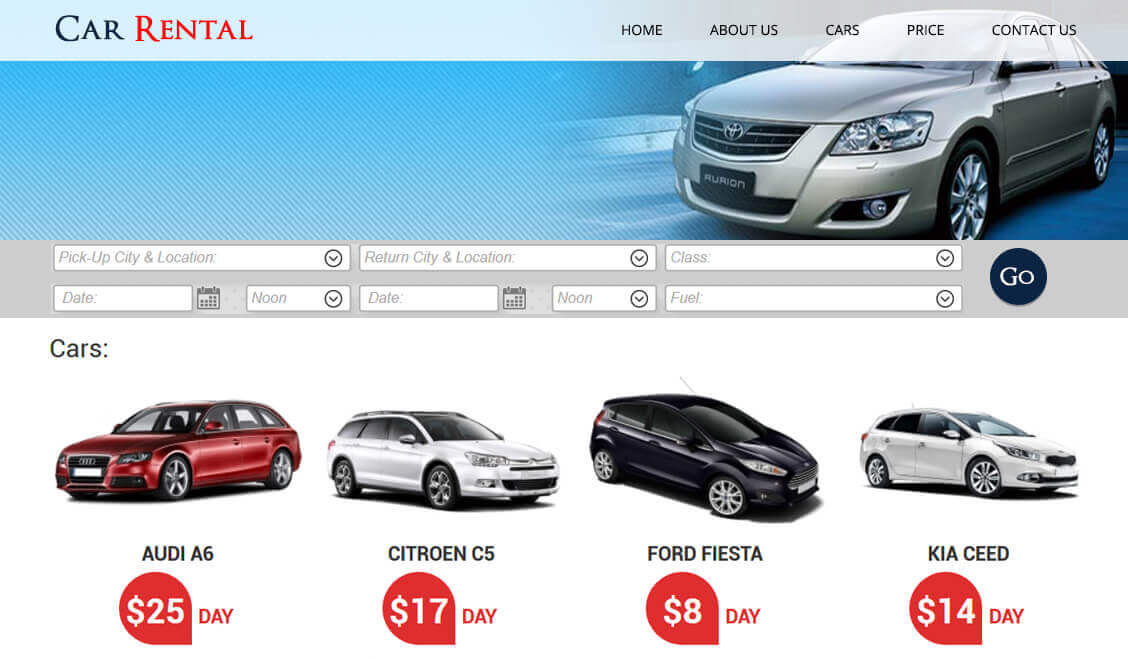 CAR RENTAL
HOME ABOUT US CARS PRICE CONTACT US
AURION
Pick-Up City & Location: Return City & Location: Class:
Go
Date: Noon Date: Noon Fuel:
Cars:
AUDI A6 CITROEN C5 FORD FIESTA KIA CEED
$25 DAY $17 DAY $8 DAY $14 DAY